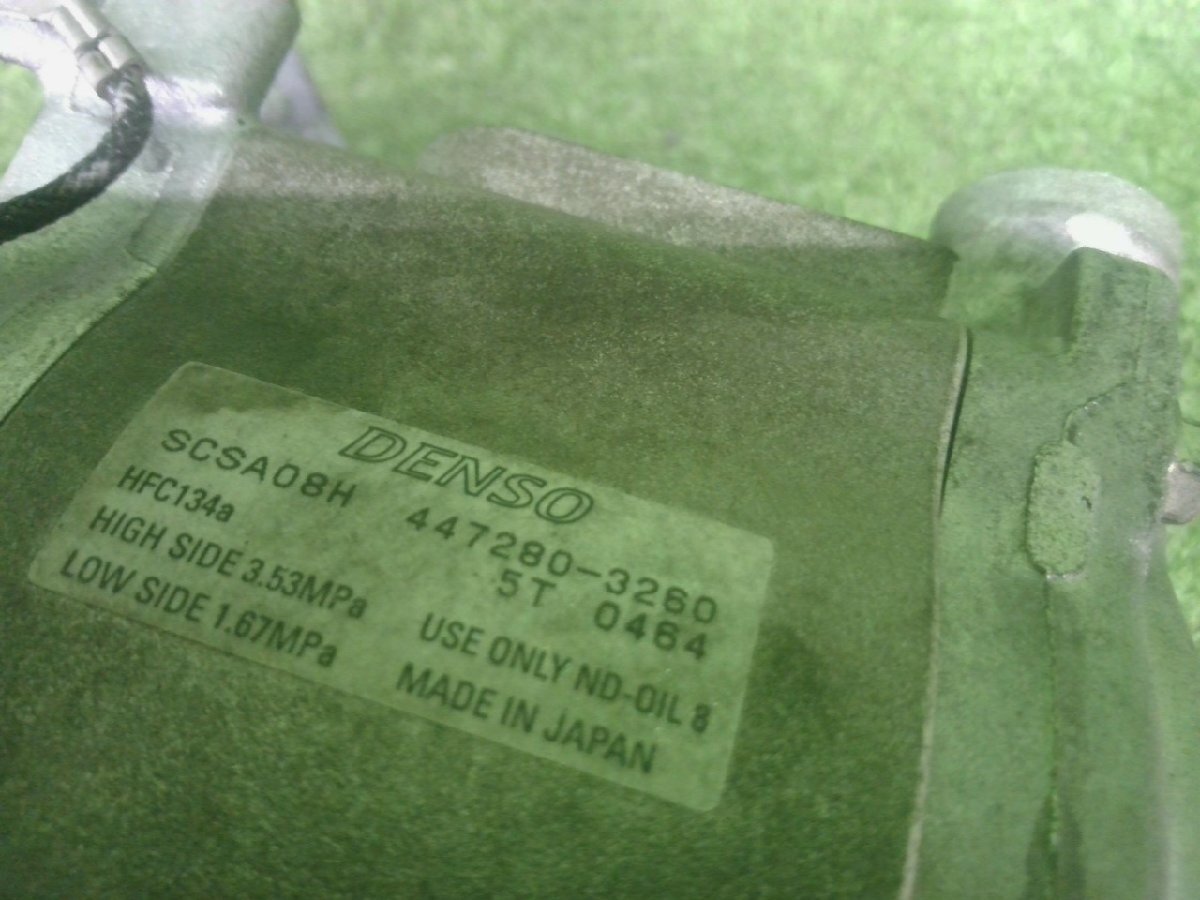 DENSO
SCSA08H 447280-3260
HFC134a 5T 0464
HIGH SIDE 3.53MPa
LOW SIDE 1.67MPa
USE ONLY ND-OIL 8
MADE IN JAPAN